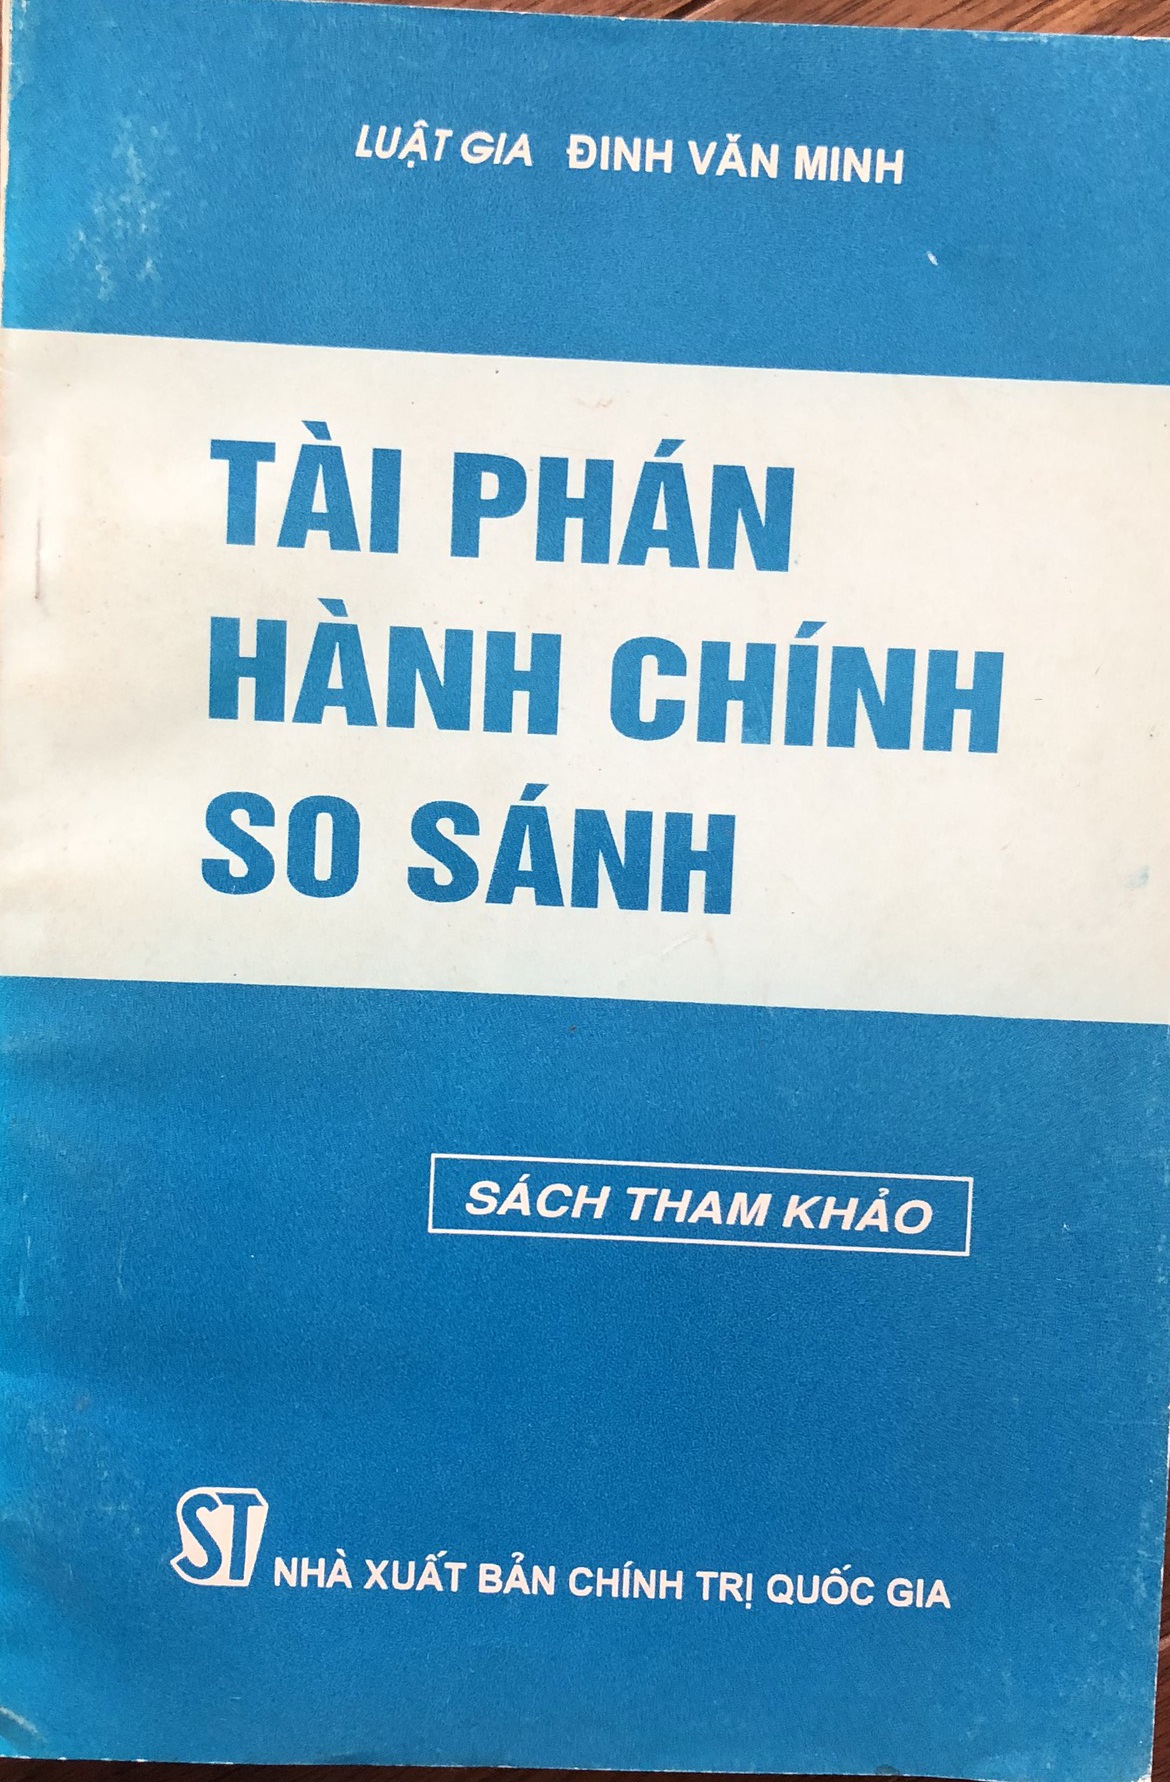 LUẬT GIA ĐINH VĂN MINH
TÀI PHÁN
HÀNH CHÍNH
SO SÁNH
SÁCH THAM KHẢO
ST NHÀ XUẤT BẢN CHÍNH TRỊ QUỐC GIA